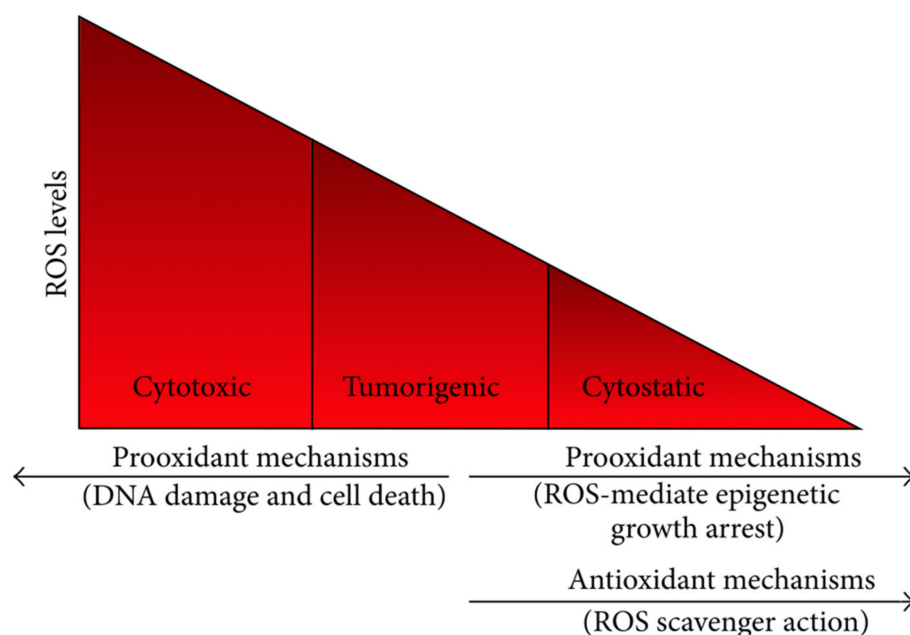 ROS levels
Cytotoxic
Tumorigenic
Cytostatic
Prooxidant mechanisms
(DNA damage and cell death)
Prooxidant mechanisms
(ROS-mediate epigenetic
growth arrest)
Antioxidant mechanisms
(ROS scavenger action)